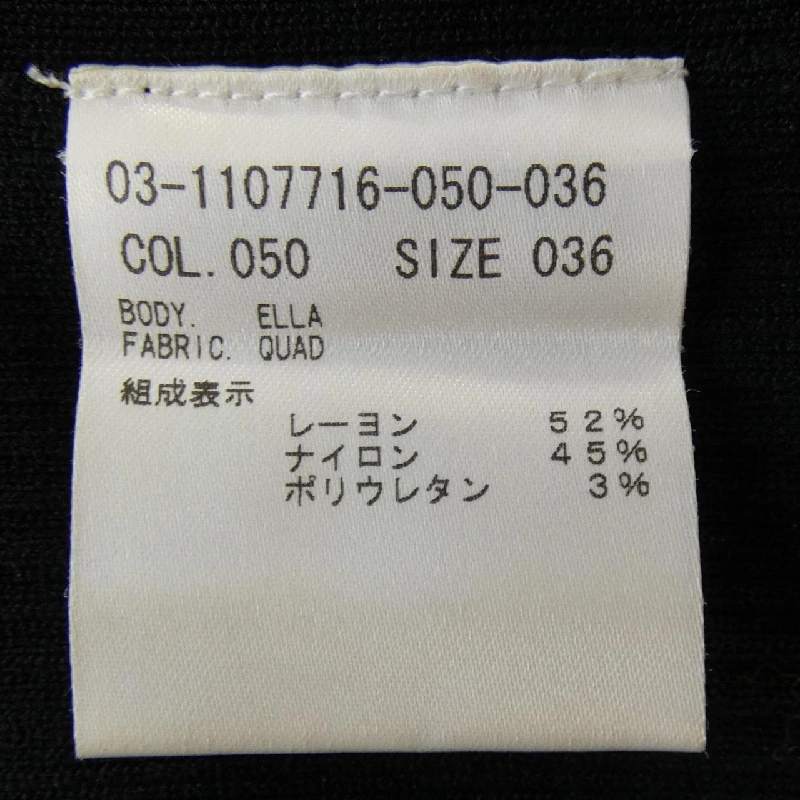 03-1107716-050-036
COL.050 SIZE 036
BODY. ELLA
FABRIC. QUAD
組成表示
レーヨン 52%
ナイロン 45%
ポリウレタン 3%